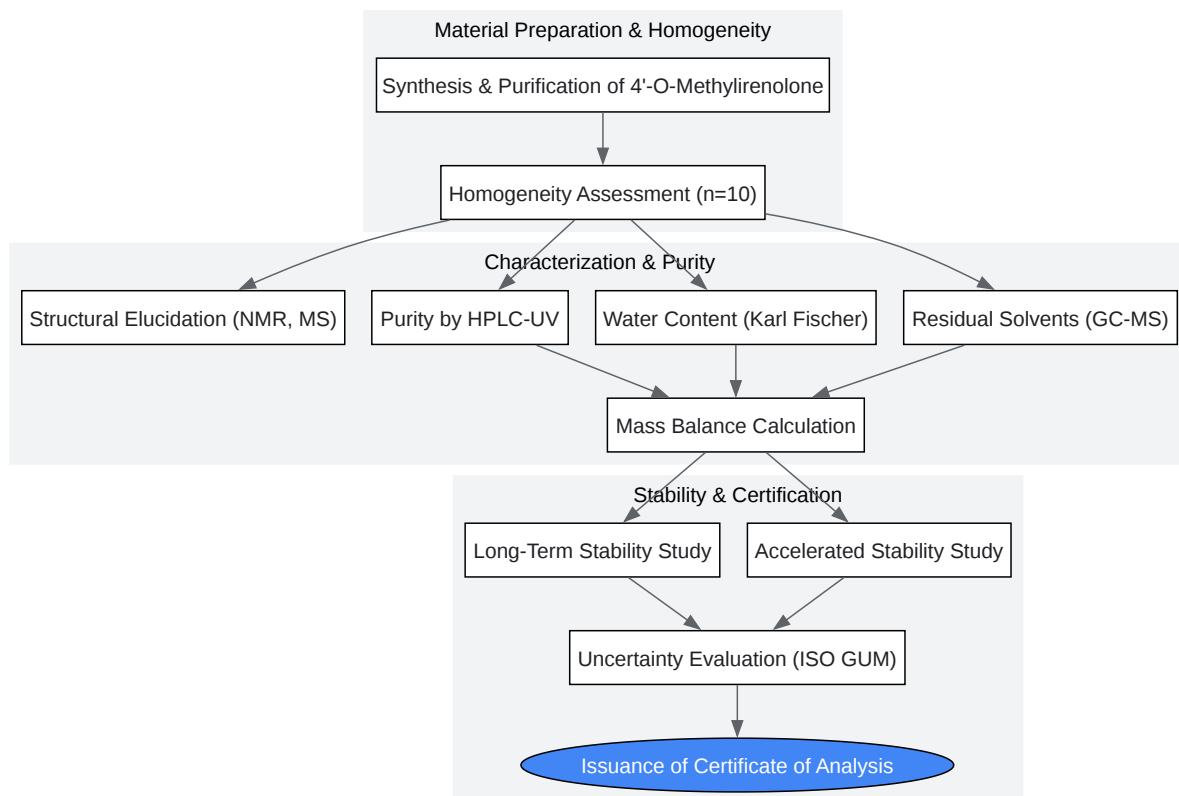 Material Preparation & Homogeneity
Synthesis & Purification of 4'-O-Methylirenolone
Homogeneity Assessment (n=10)
Characterization & Purity
Structural Elucidation (NMR, MS)
Purity by HPLC-UV
Water Content (Karl Fischer)
Residual Solvents (GC-MS)
Mass Balance Calculation
Stability & Certification
Long-Term Stability Study
Accelerated Stability Study
Uncertainty Evaluation (ISO GUM)
Issuance of Certificate of Analysis